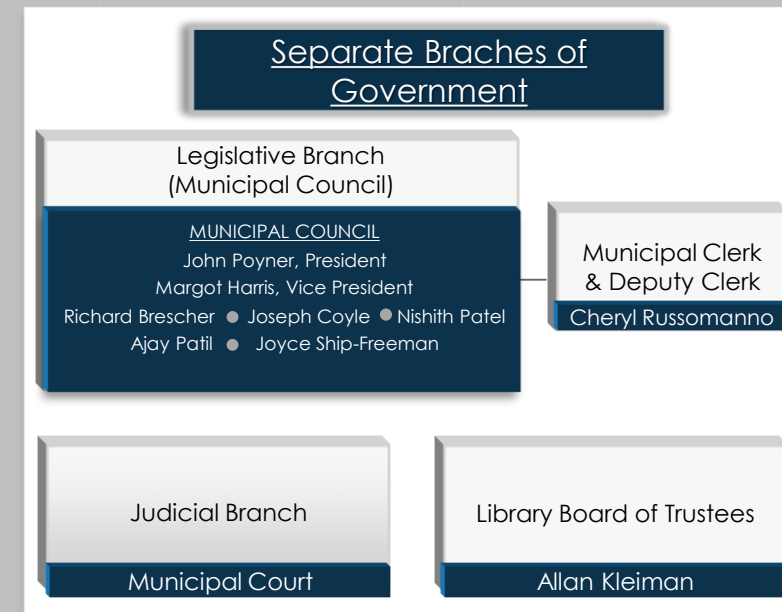 Separate Braches of
Government
Legislative Branch
(Municipal Council)
MUNICIPAL COUNCIL
John Poyner, President
Margot Harris, Vice President
Richard Brescher ● Joseph Coyle ● Nishith Patel
Ajay Patil ● Joyce Ship-Freeman
Municipal Clerk
& Deputy Clerk
Cheryl Russomanno
Judicial Branch
Municipal Court
Library Board of Trustees
Allan Kleiman